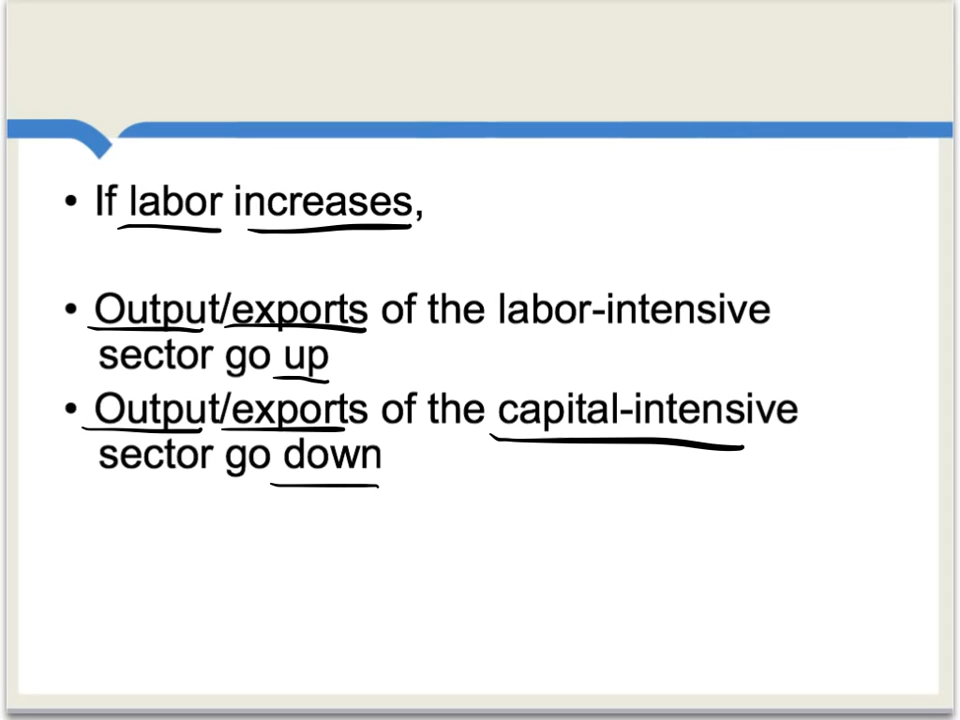 • If labor increases,
• Output/exports of the labor-intensive
sector go up
• Output/exports of the capital-intensive
sector go down